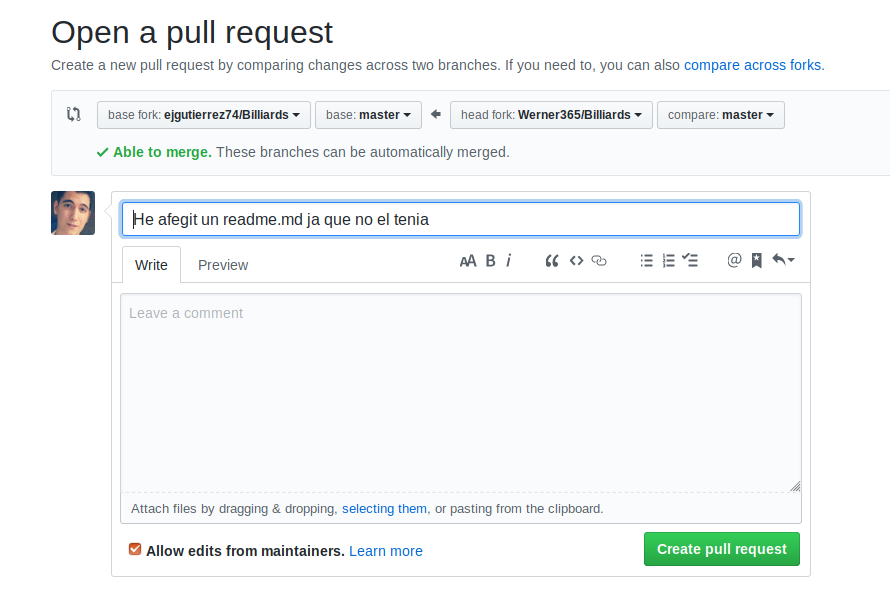 Open a pull request
Create a new pull request by comparing changes across two branches. If you need to, you can also compare across forks.
base fork: ejgutierrez74/Billiards base: master head fork: Werner365/Billiards compare: master
Able to merge. These branches can be automatically merged.
He afegit un readme.md ja que no el tenia
Write Preview AA B i
Leave a comment
Attach files by dragging & dropping, selecting them, or pasting from the clipboard.
Allow edits from maintainers. Learn more Create pull request